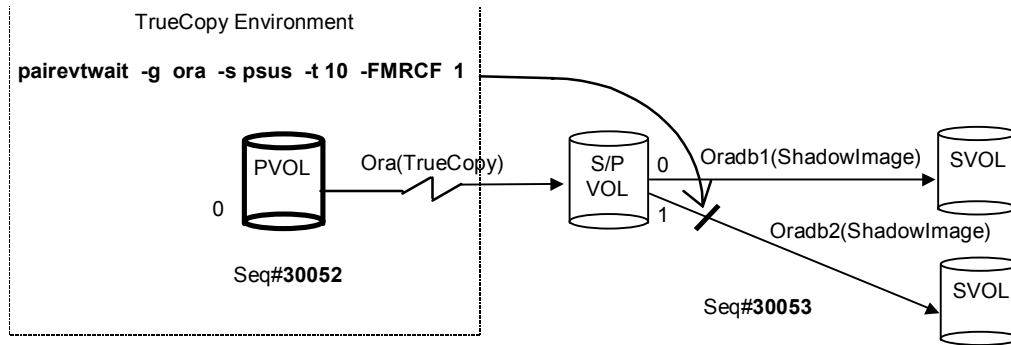 TrueCopy Environment
pairevtwait -g ora -s psus -t 10 -FMRCF 1
PVOL
0
Ora(TrueCopy)
S/P
VOL
0
1
Oradb1(ShadowImage)
SVOL
Oradb2(ShadowImage)
SVOL
Seq#30052
Seq#30053